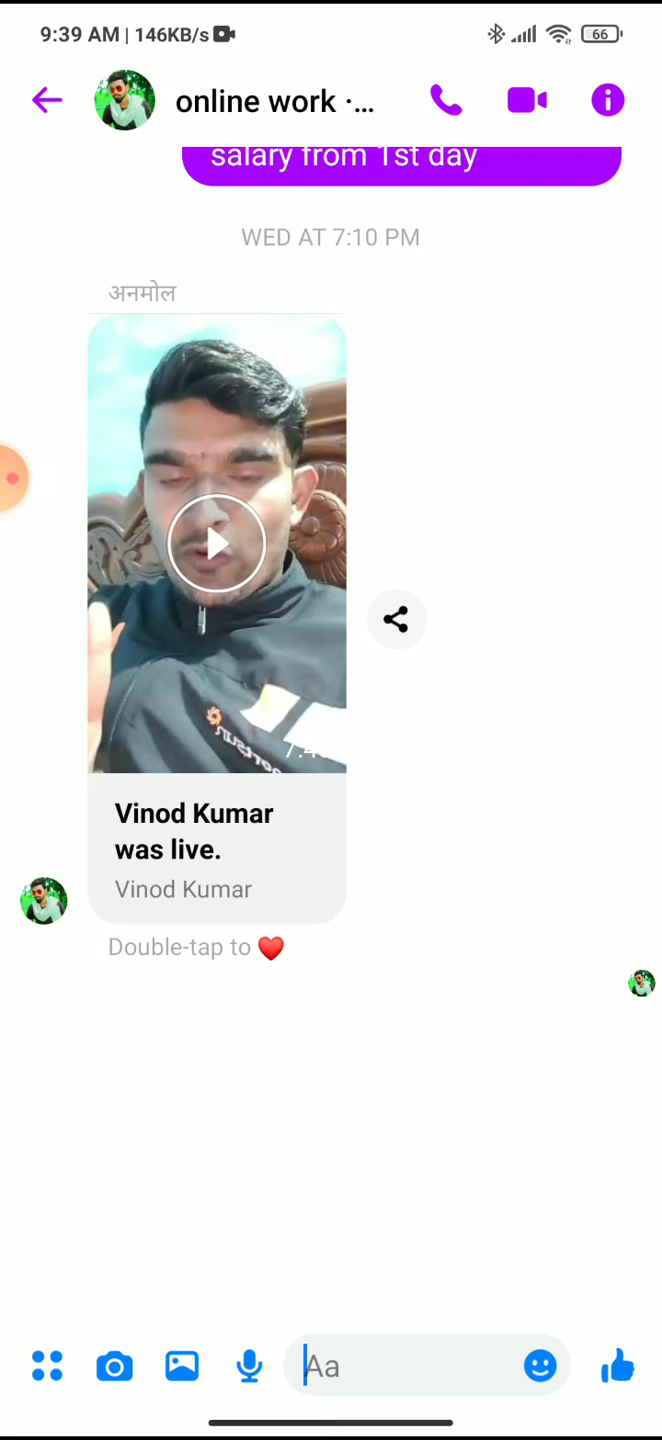 9:39 AM | 146KB/s
66
online work ·...
salary from 1st day
WED AT 7:10 PM
अनमोल
Vinod Kumar
was live.
Vinod Kumar
Double-tap to
Aa